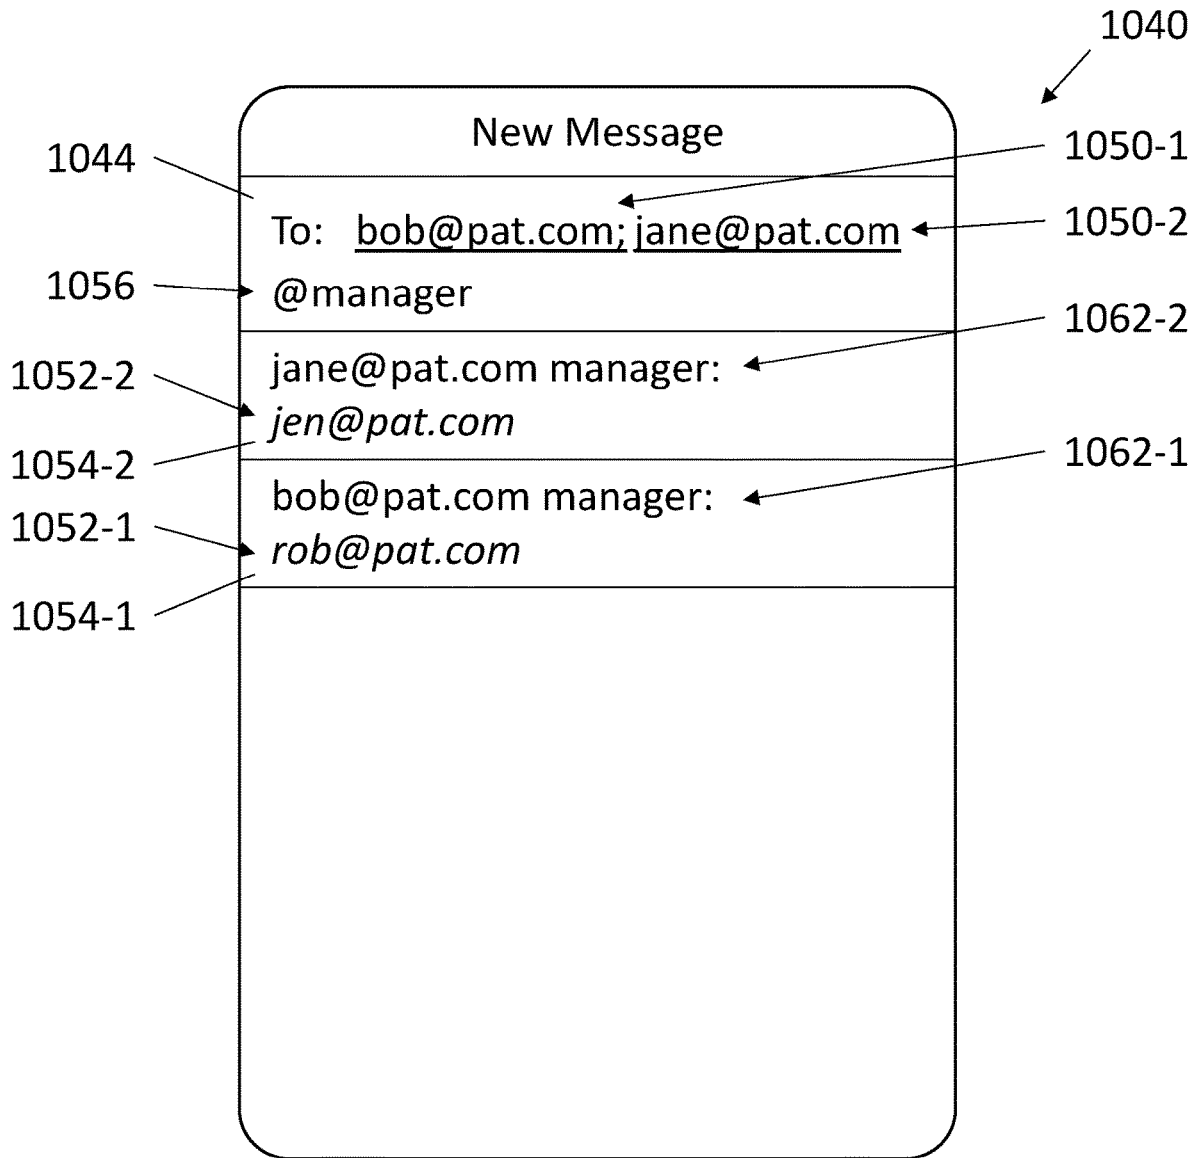 1040
New Message
1044
1050-1
To: bob@pat.com; jane@pat.com
1050-2
1056
@manager
1062-2
jane@pat.com manager:
1052-2
jen@pat.com
1054-2
1062-1
bob@pat.com manager:
1052-1
rob@pat.com
1054-1